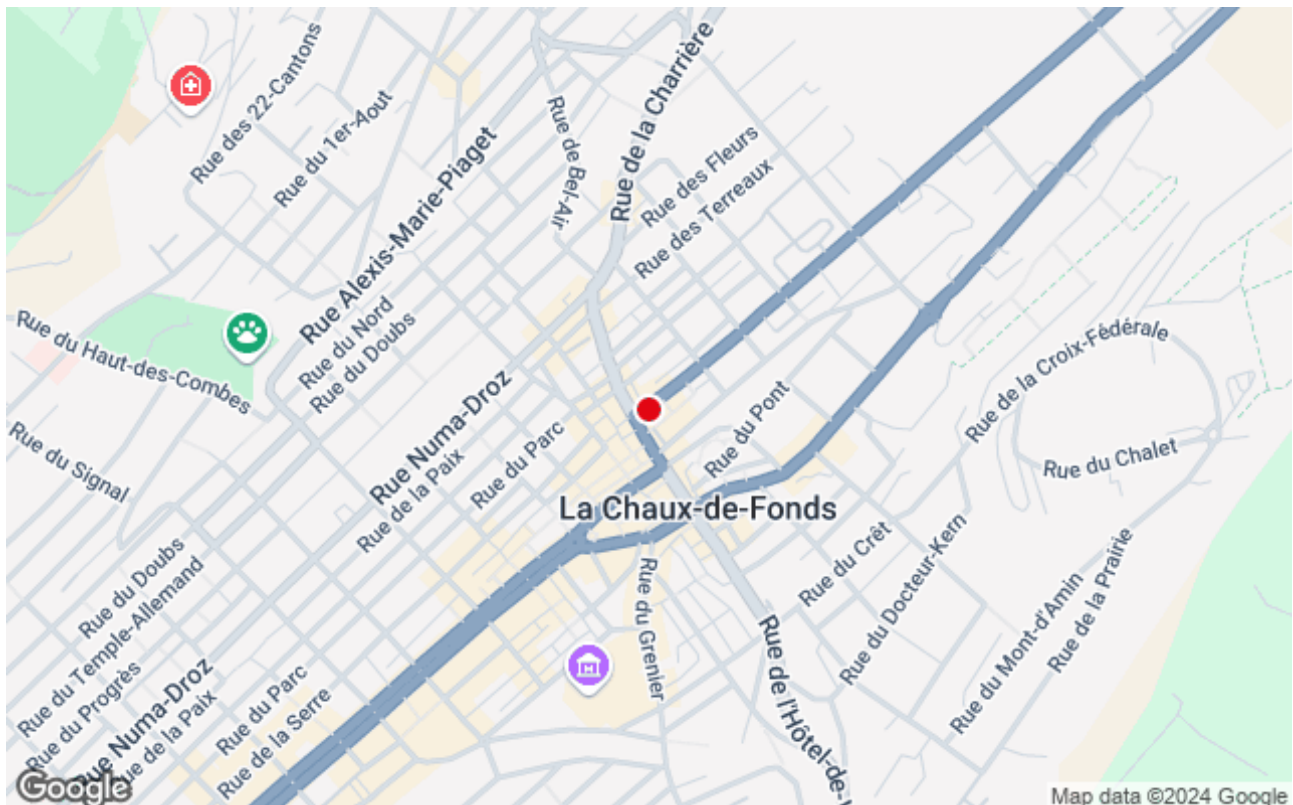 Rue des 22-Cantons
Rue du 1er-Aout
Rue de Bel-Air
Rue de la Charrière
Rue des Fleurs
Rue des Terreaux
Rue Alexis-Marie-Piaget
Rue du Nord
Rue du Doubs
Rue du Haut-des-Combes
Rue Numa-Droz
Rue du Parc
Rue de la Paix
Rue du Pont
Rue de la Croix-Fédérale
Rue du Chalet
Rue du Signal
La Chaux-de-Fonds
Rue du Crêt
Rue du Docteur-Kern
Rue du Mont-d'Amin
Rue de la Prairie
Rue du Grenier
Rue de l'Hôtel-de-
Rue du Doubs
Rue du Temple-Allemand
Rue du Progrès
Rue Numa-Droz
Rue de la Paix
Rue du Parc
Rue de la Serre
Google
Map data ©2024 Google